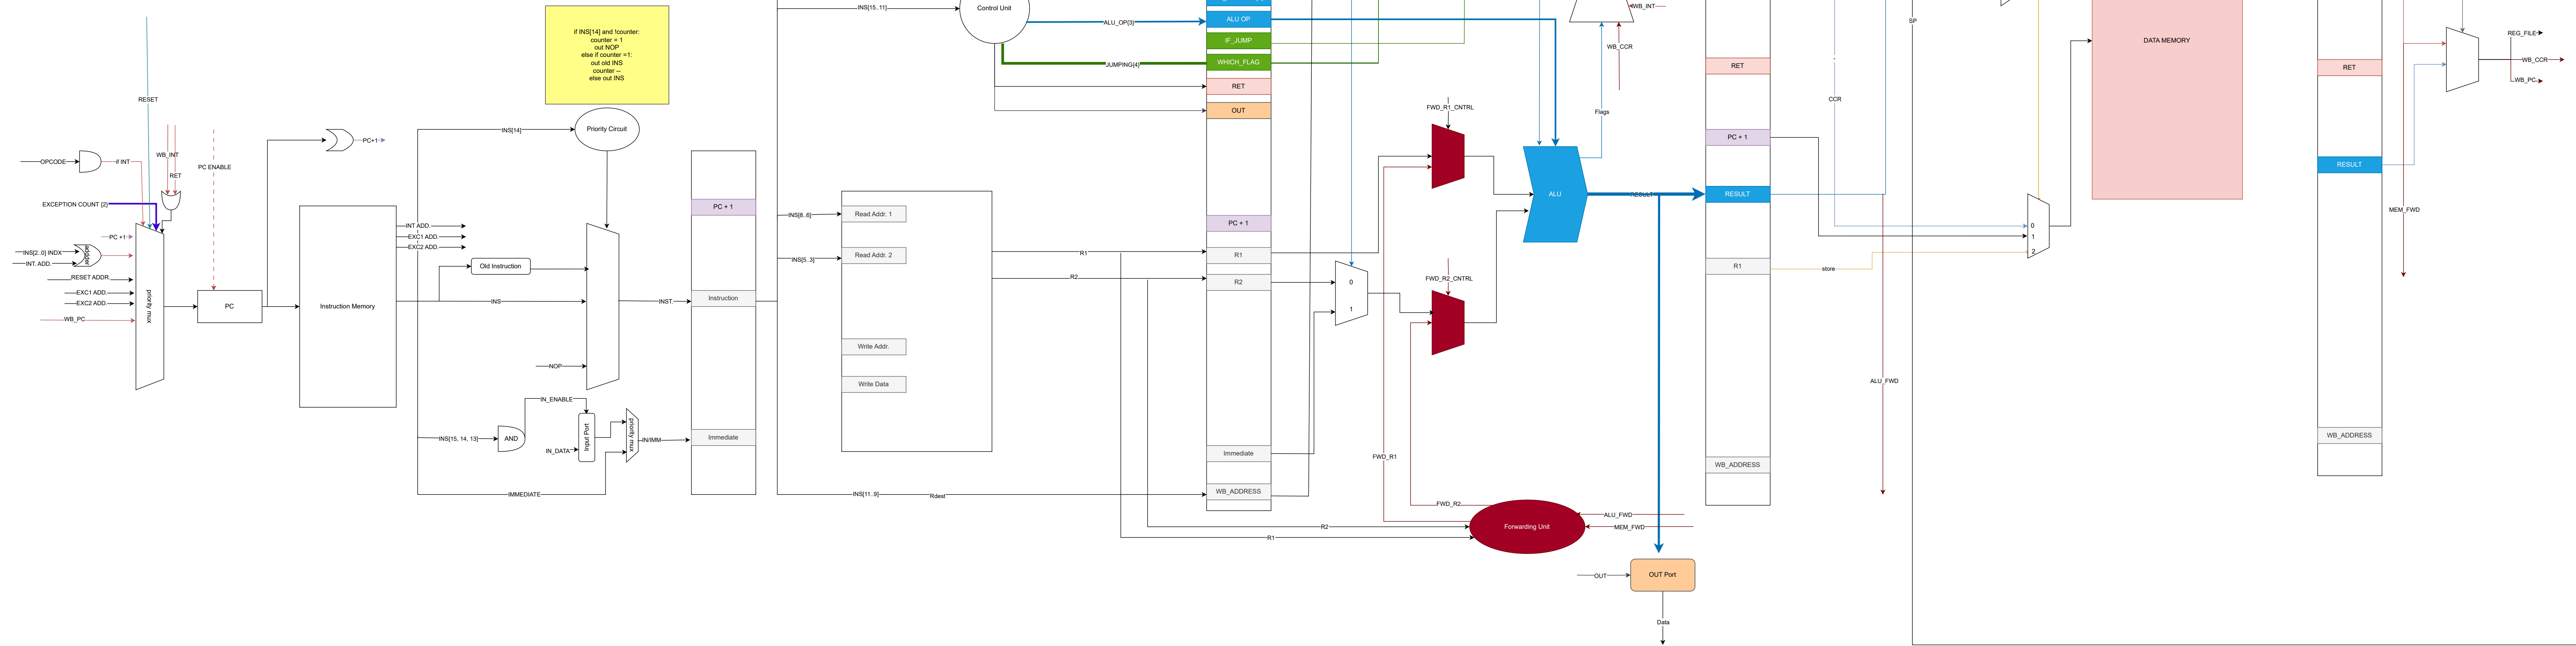 RESET
OPCODE
if INT
WB_INT
RET
PC ENABLE
EXCEPTION COUNT {2}
PC +1
INS[2..0] INDX
adder
INT. ADD.
RESET ADDR.
EXC1 ADD.
EXC2 ADD.
WB_PC
priority mux
PC
PC+1
Instruction Memory
INT ADD.
EXC1 ADD.
EXC2 ADD.
if INS[14] and !counter:
counter = 1
out NOP
else if counter =1:
out old INS
counter --
else out INS
INS[14]
Priority Circuit
Old Instruction
INS
NOP
INST.
IN_ENABLE
INS[15, 14, 13]
AND
Input Port
IN_DATA
priority mux
IN/IMM
IMMEDIATE
PC + 1
Instruction
Immediate
INS[15..11]
Control Unit
ALU_OP{3}
JUMPING{4}
INS[8..6]
INS[5..3]
Read Addr. 1
Read Addr. 2
Write Addr.
Write Data
R1
R2
INS[11..9]
Rdest
R2
R1
ALU OP
IF_JUMP
WHICH_FLAG
RET
OUT
PC + 1
R1
R2
Immediate
WB_ADDRESS
0
1
FWD_R1_CNTRL
FWD_R2_CNTRL
FWD_R1
FWD_R2
Forwarding Unit
ALU_FWD
MEM_FWD
ALU
Flags
WB_INT
WB_CCR
RESULT
OUT
OUT Port
Data
RET
PC + 1
RESULT
R1
WB_ADDRESS
CCR
store
ALU_FWD
SP
0
1
2
DATA MEMORY
RET
RESULT
WB_ADDRESS
MEM_FWD
REG_FILE
WB_CCR
WB_PC